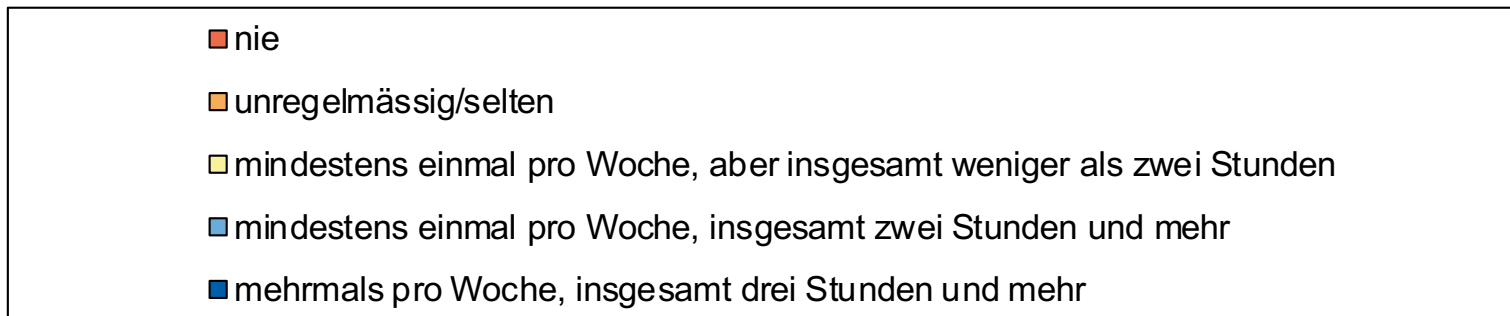 nie
unregelmässig/selten
mindestens einmal pro Woche, aber insgesamt weniger als zwei Stunden
mindestens einmal pro Woche, insgesamt zwei Stunden und mehr
mehrmals pro Woche, insgesamt drei Stunden und mehr